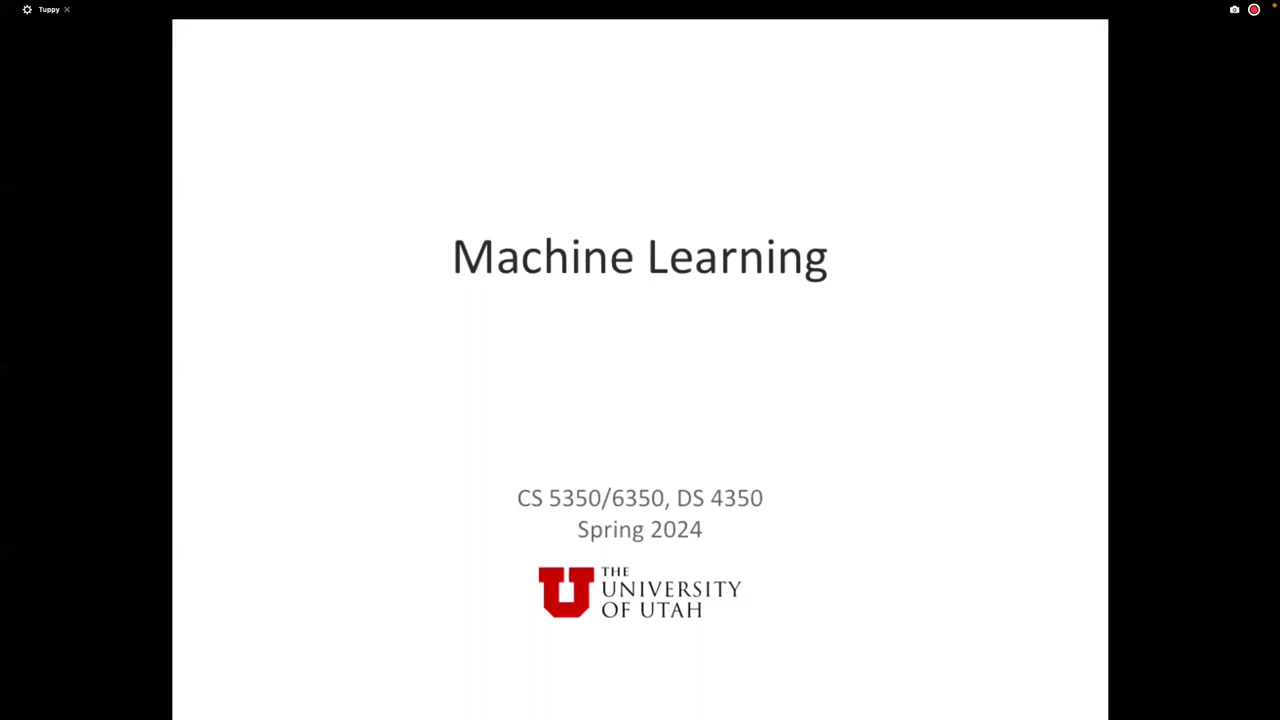 Tuppy
Machine Learning
CS 5350/6350, DS 4350
Spring 2024
U
THE
UNIVERSITY
OF UTAH